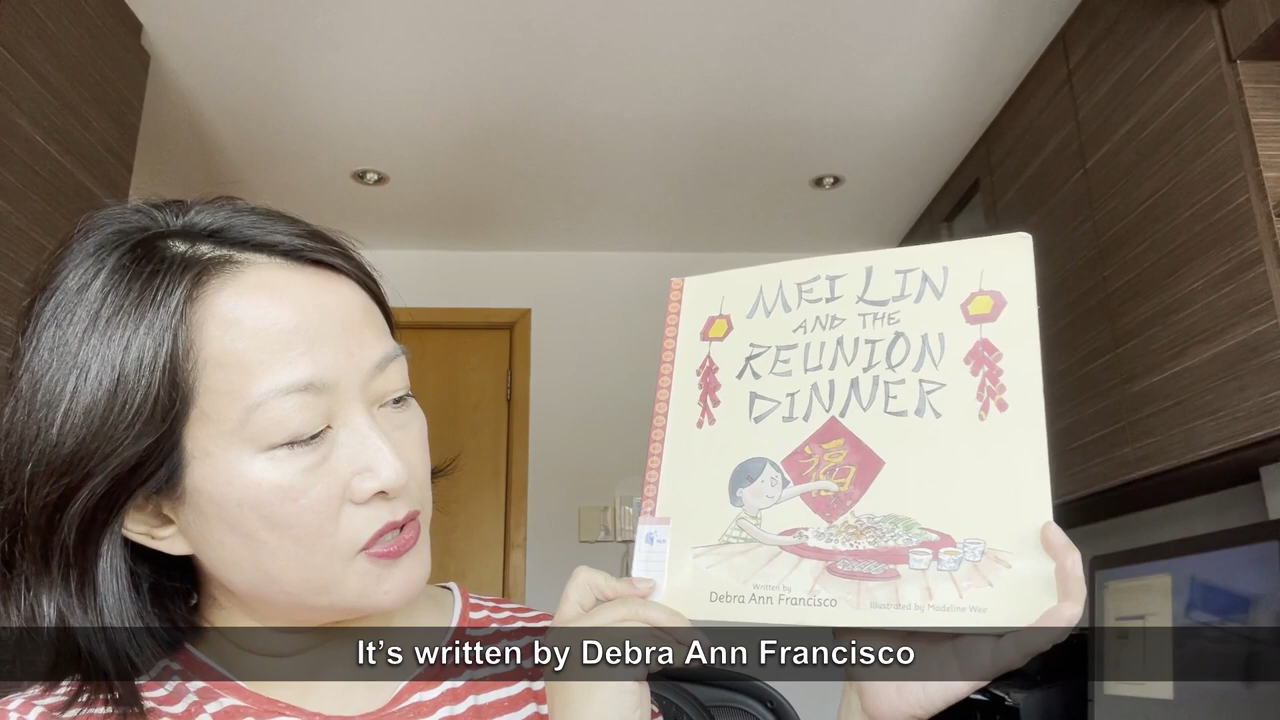 MEI LIN
AND THE
REUNION
DINNER
福
Written by
Debra Ann Francisco
Illustrated by Madeline Wee
It's written by Debra Ann Francisco